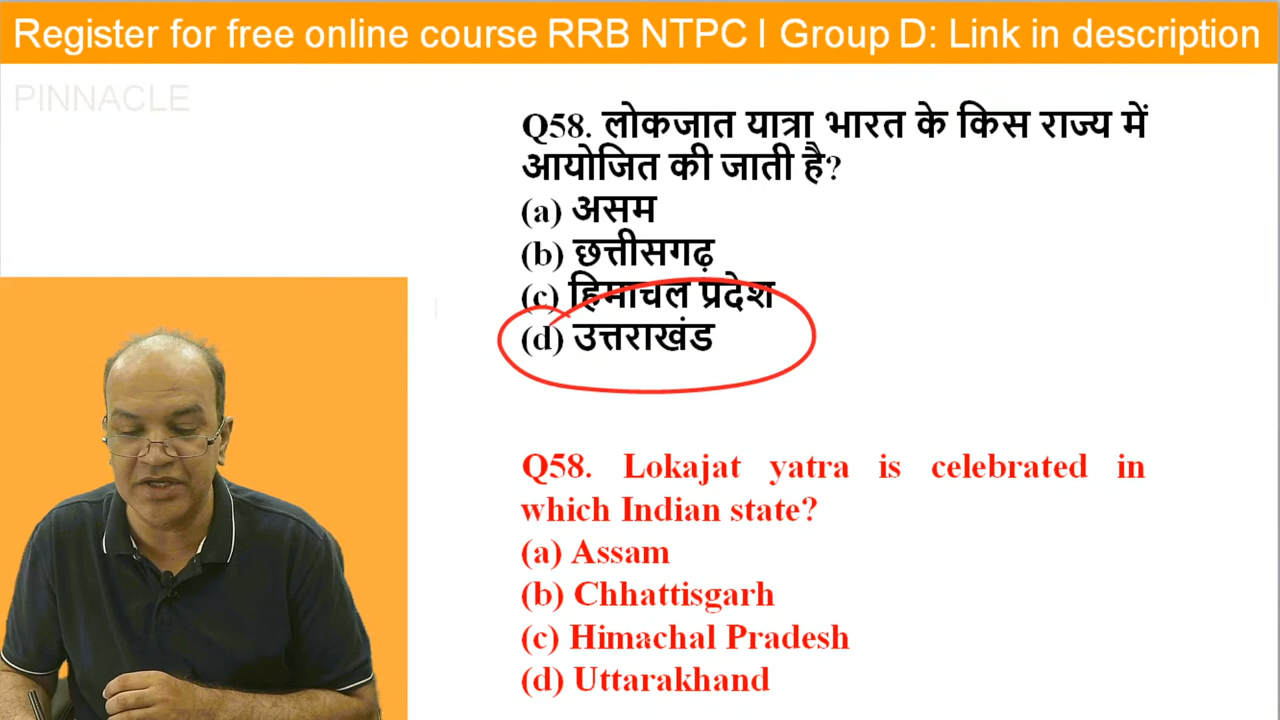 Register for free online course RRB NTPC I Group D: Link in description
PINNACLE
Q58. लोकजात यात्रा भारत के किस राज्य में
आयोजित की जाती है?
(a) असम
(b) छत्तीसगढ़
(c) हिमाचल प्रदेश
(d) उत्तराखंड
Q58. Lokajat yatra is celebrated in
which Indian state?
(a) Assam
(b) Chhattisgarh
(c) Himachal Pradesh
(d) Uttarakhand